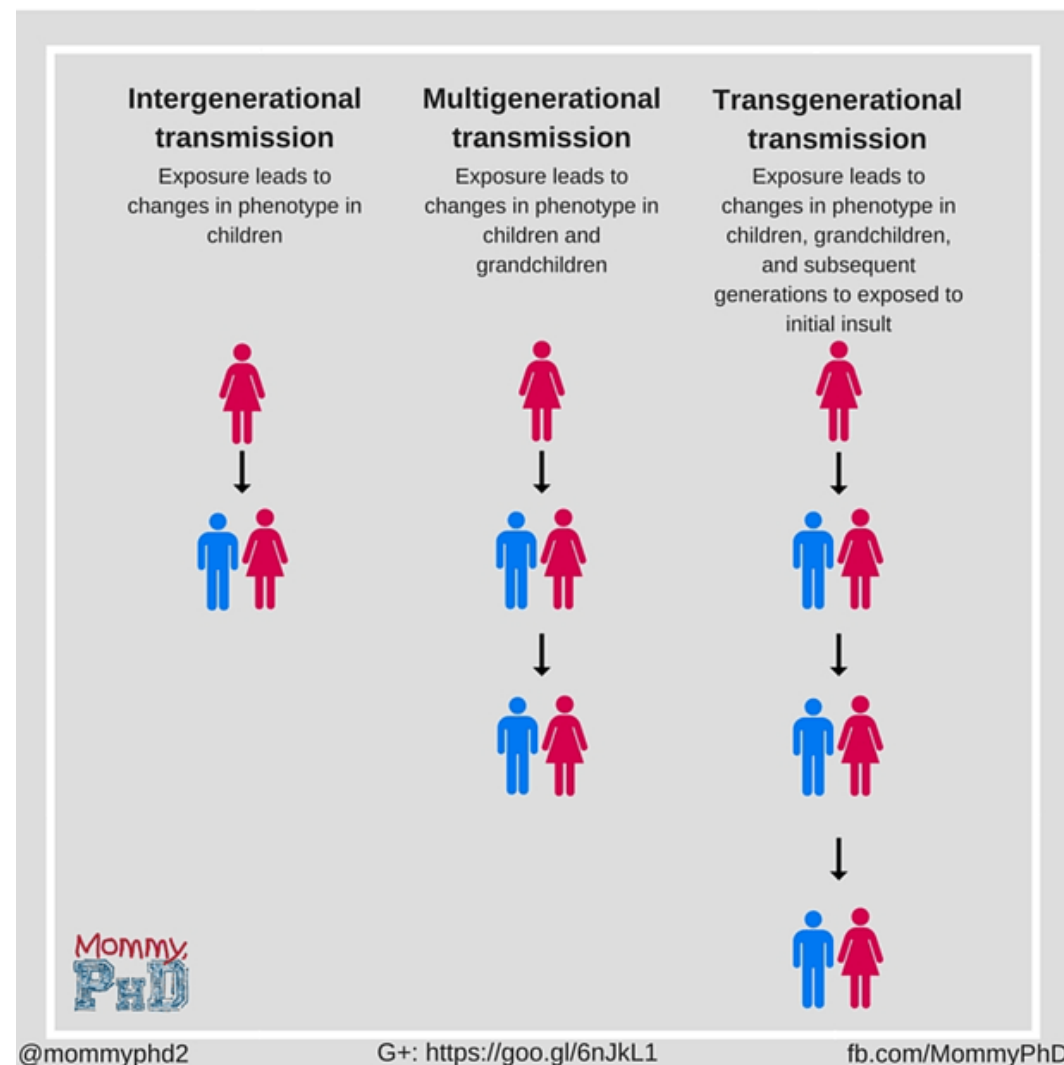 Intergenerational
transmission
Exposure leads to
changes in phenotype in
children
Multigenerational
transmission
Exposure leads to
changes in phenotype in
children and
grandchildren
Transgenerational
transmission
Exposure leads to
changes in phenotype in
children, grandchildren,
and subsequent
generations to exposed to
initial insult
Mommy,
PHD
@mommyphd2
G+: https://goo.gl/6nJkL1
fb.com/MommyPhD